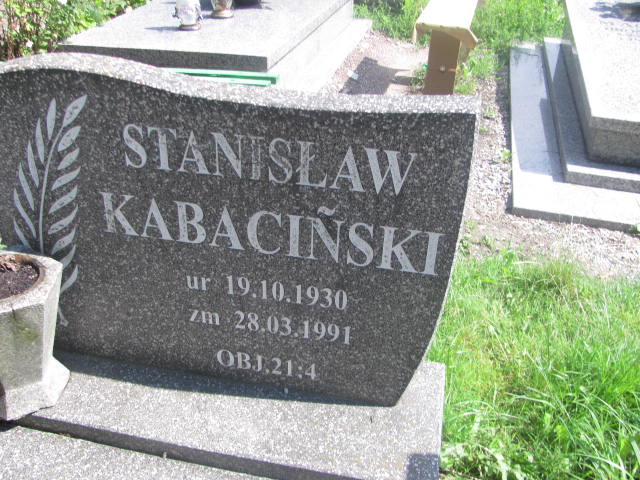 STANISŁAW
KABACIŃSKI
ur 19.10.1930
zm 28.03.1991
OBJ.21:4